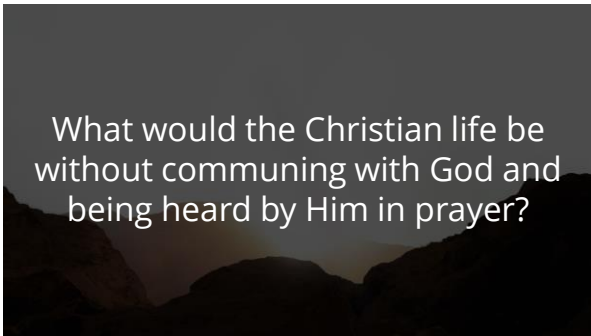 What would the Christian life be
without communing with God and
being heard by Him in prayer?